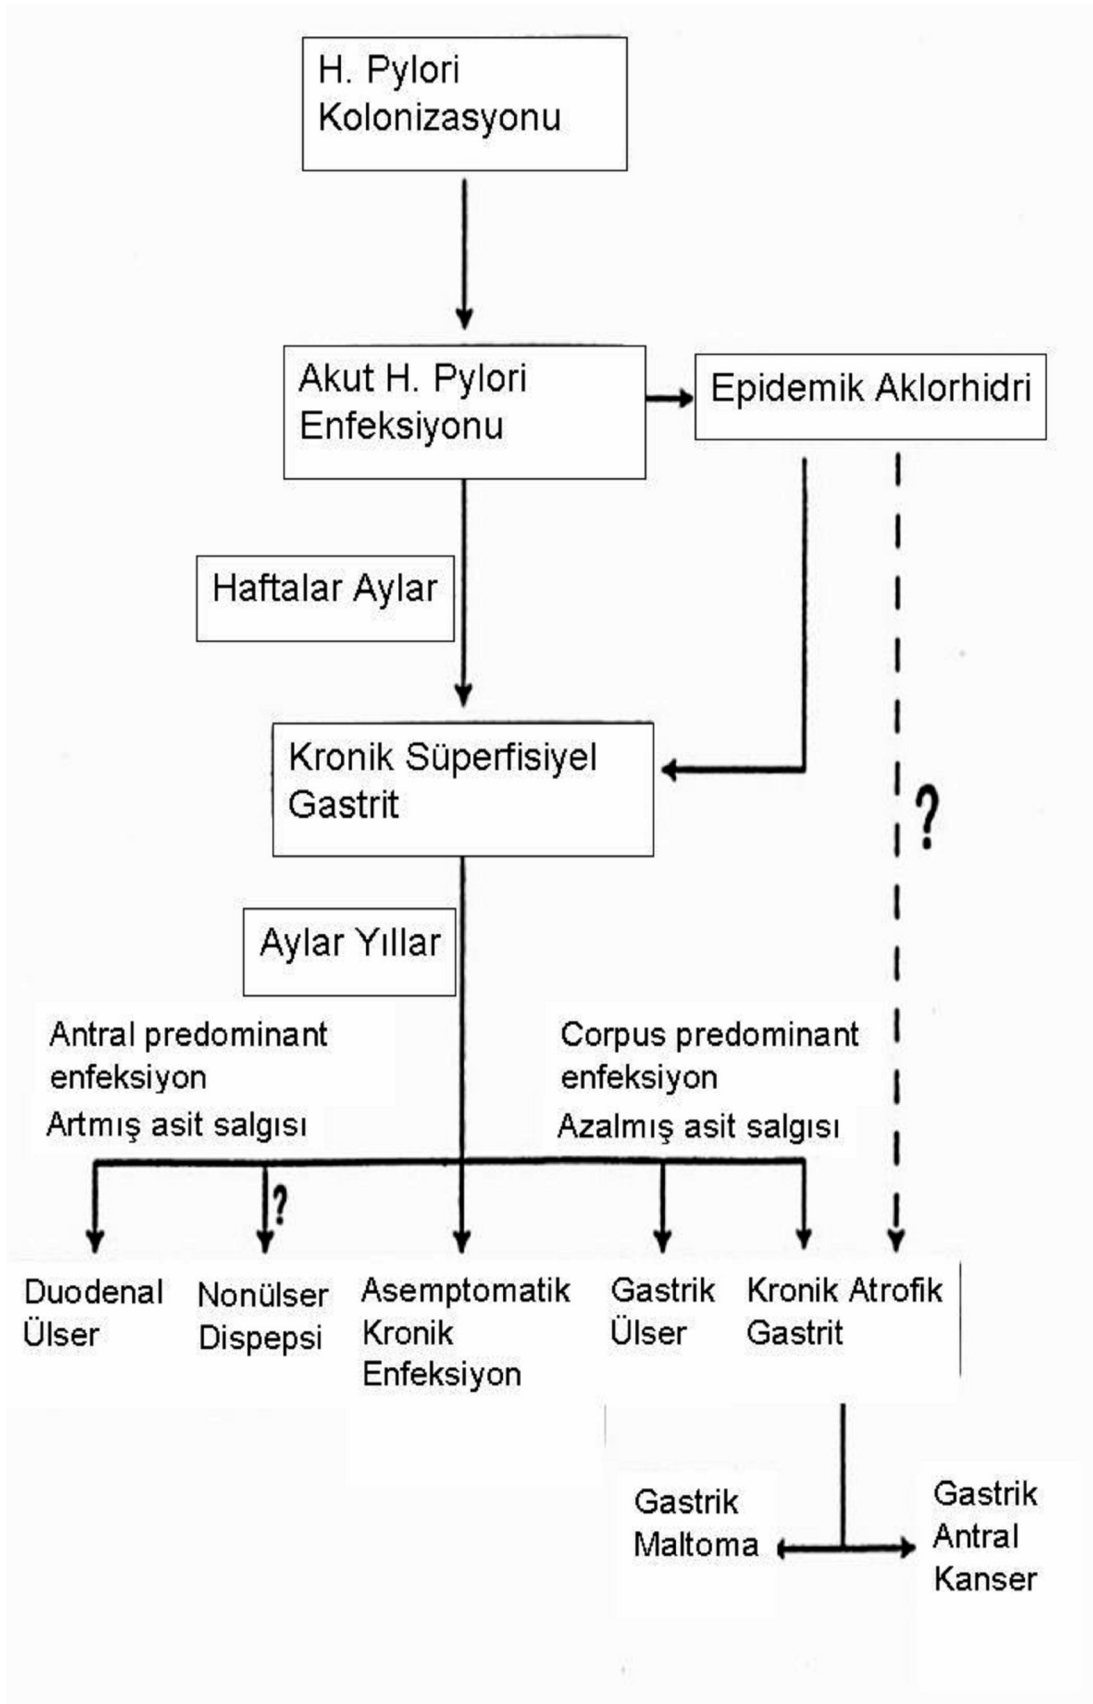 H. Pylori
Kolonizasyonu
Akut H. Pylori
Enfeksiyonu
Epidemik Aklorhidri
Haftalar Aylar
Kronik Süperfisiyel
Gastrit
?
Aylar Yıllar
Antral predominant
enfeksiyon
Artmış asit salgısı
Corpus predominant
enfeksiyon
Azalmış asit salgısı
?
Duodenal
Ülser
Nonülser
Dispepsi
Asemptomatik
Kronik
Enfeksiyon
Gastrik
Ülser
Kronik Atrofik
Gastrit
Gastrik
Maltoma
Gastrik
Antral
Kanser